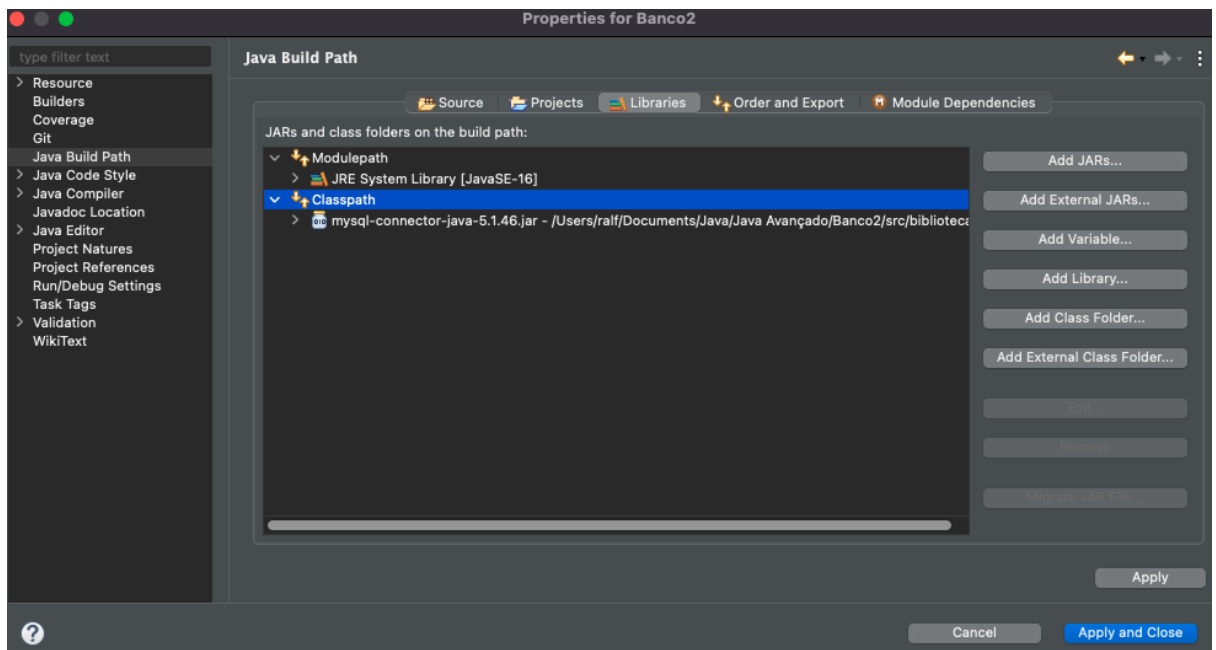 Properties for Banco2
type filter text
Resource
Builders
Coverage
Git
Java Build Path
Java Code Style
Java Compiler
Javadoc Location
Java Editor
Project Natures
Project References
Run/Debug Settings
Task Tags
Validation
WikiText
Java Build Path
Source Projects Libraries Order and Export Module Dependencies
JARs and class folders on the build path:
Modulepath
JRE System Library [JavaSE-16]
Classpath
mysql-connector-java-5.1.46.jar - /Users/ralf/Documents/Java/Java Avançado/Banco2/src/biblioteca
Add JARs...
Add External JARs...
Add Variable...
Add Library...
Add Class Folder...
Add External Class Folder...
Edit...
Remove
Migrate JAR File...
Apply
?
Cancel Apply and Close